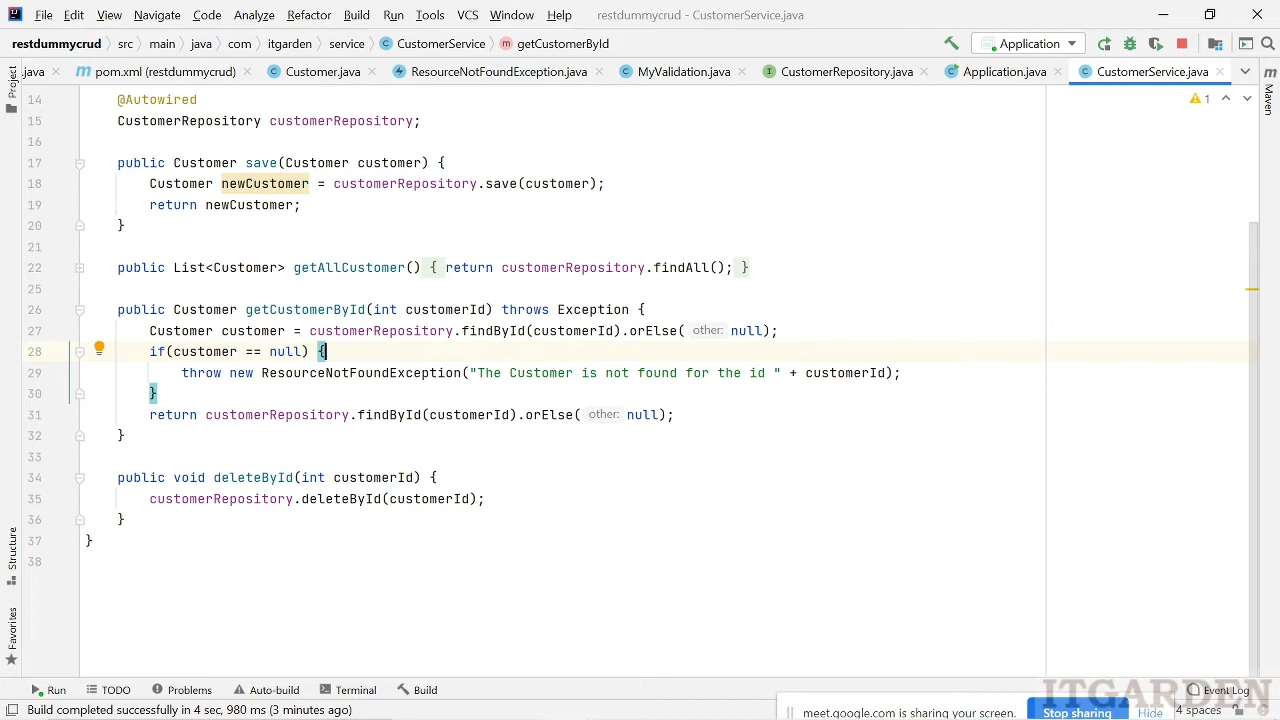 File Edit View Navigate Code Analyze Refactor Build Run Tools VCS Window Help restdummycrud - CustomerService.java
restdummycrud src main java com itgarden service CustomerService getCustomerById Application
.java pom.xml (restdummycrud) Customer.java ResourceNotFoundException.java MyValidation.java CustomerRepository.java Application.java CustomerService.java
Project
Maven
14 @Autowired
1
15 CustomerRepository customerRepository;
16
17 public Customer save(Customer customer) {
18 Customer newCustomer = customerRepository.save(customer);
19 return newCustomer;
20 }
21
22 public List<Customer> getAllCustomer() { return customerRepository.findAll(); }
25
26 public Customer getCustomerById(int customerId) throws Exception {
27 Customer customer = customerRepository.findById(customerId).orElse( other: null);
28 if(customer == null) {
29 throw new ResourceNotFoundException("The Customer is not found for the id " + customerId);
30 }
31 return customerRepository.findById(customerId).orElse( other: null);
32 }
33
34 public void deleteById(int customerId) {
35 customerRepository.deleteById(customerId);
36 }
37 }
38
Structure
Favorites
Run TODO Problems Auto-build Terminal Build Event Log
Build completed successfully in 4 sec, 980 ms (3 minutes ago)
meet.google.com is sharing your screen. Stop sharing Hide 4 spaces
ITGARDEN